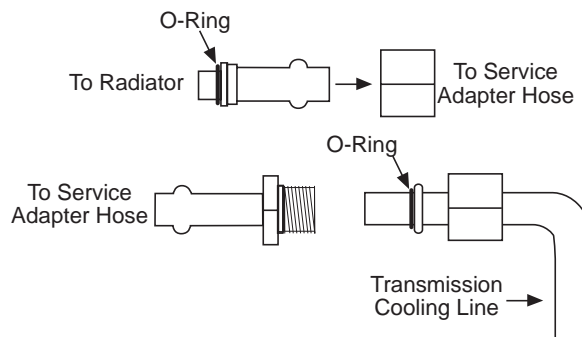 O-Ring
To Radiator
To Service
Adapter Hose
O-Ring
To Service
Adapter Hose
Transmission
Cooling Line